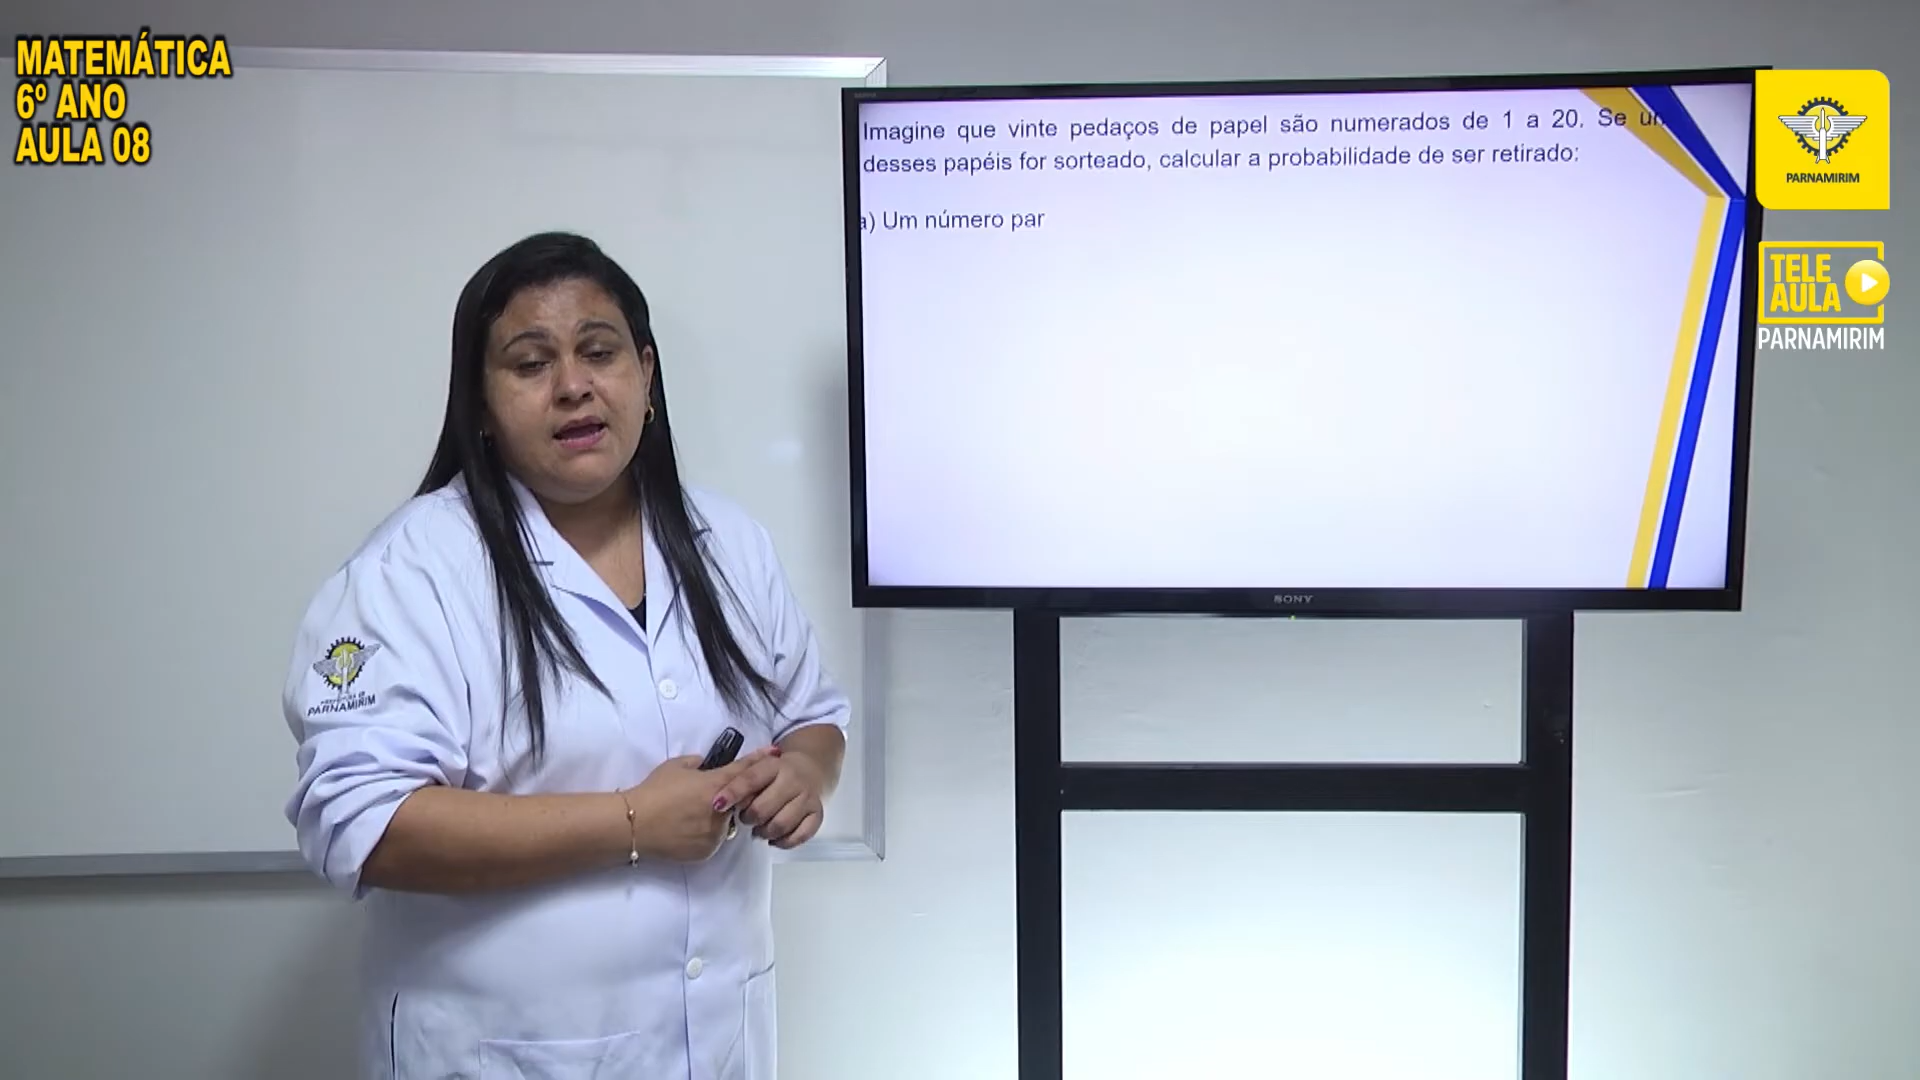 MATEMÁTICA
6º ANO
AULA 08
Imagine que vinte pedaços de papel são numerados de 1 a 20. Se
desses papéis for sorteado, calcular a probabilidade de ser retirado:
a) Um número par
SONY
PARNAMIRIM
TELE
AULA
PARNAMIRIM
PARNAMIRIM